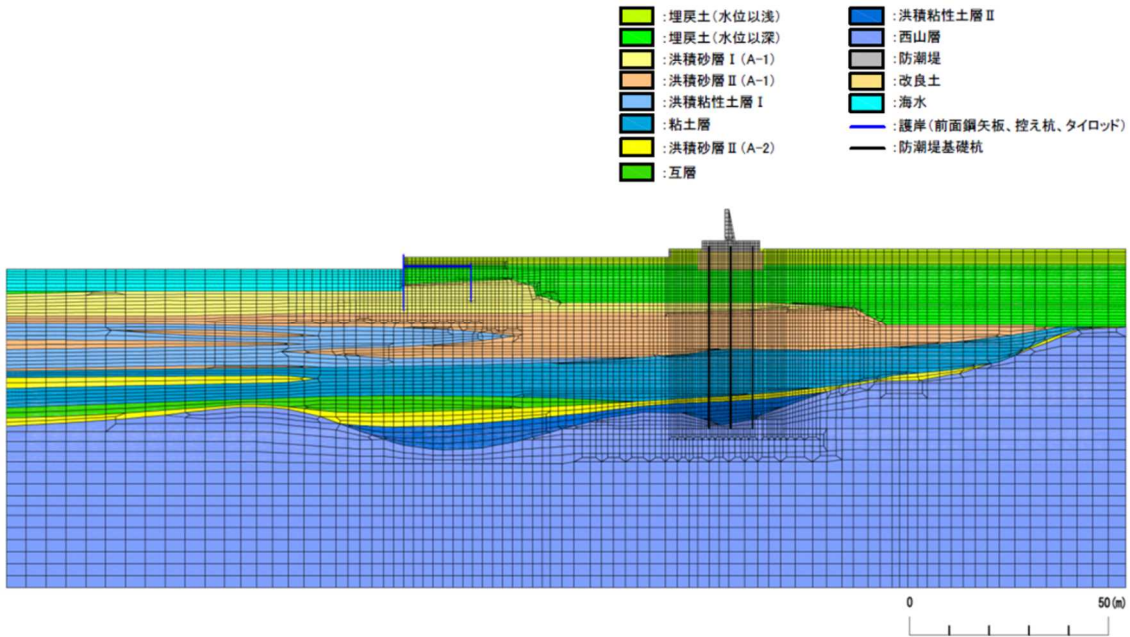 :埋戻土(水位以浅)
:埋戻土(水位以深)
:洪積砂層Ⅰ(A-1)
:洪積砂層Ⅱ(A-1)
:洪積粘性土層Ⅰ
:粘土層
:洪積砂層Ⅱ(A-2)
:互層
:洪積粘性土層Ⅱ
:西山層
:防潮堤
:改良土
:海水
:護岸(前面鋼矢板、控え杭、タイロッド)
:防潮堤基礎杭
0 50(m)